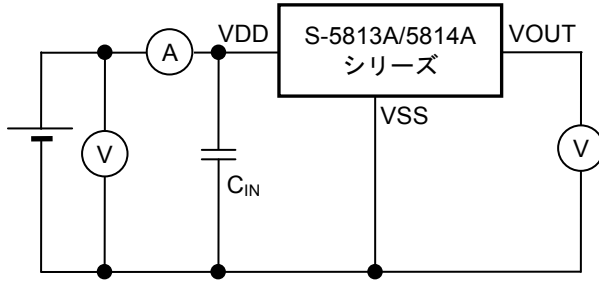 A
VDD
S-5813A/5814A
シリーズ
VOUT
VSS
V
CIN
V